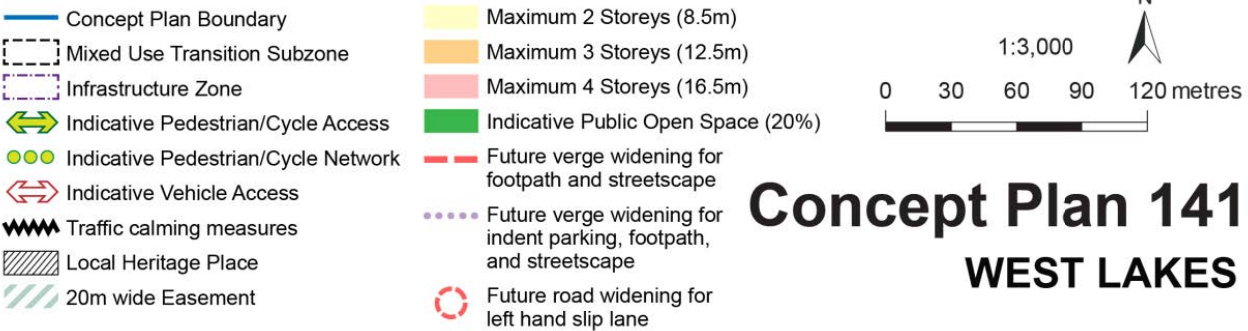 Concept Plan Boundary
Mixed Use Transition Subzone
Infrastructure Zone
Indicative Pedestrian/Cycle Access
Indicative Pedestrian/Cycle Network
Indicative Vehicle Access
Traffic calming measures
Local Heritage Place
20m wide Easement
Maximum 2 Storeys (8.5m)
Maximum 3 Storeys (12.5m)
Maximum 4 Storeys (16.5m)
Indicative Public Open Space (20%)
Future verge widening for
footpath and streetscape
Future verge widening for
indent parking, footpath,
and streetscape
Future road widening for
left hand slip lane
N
1:3,000
0 30 60 90 120 metres
Concept Plan 141
WEST LAKES